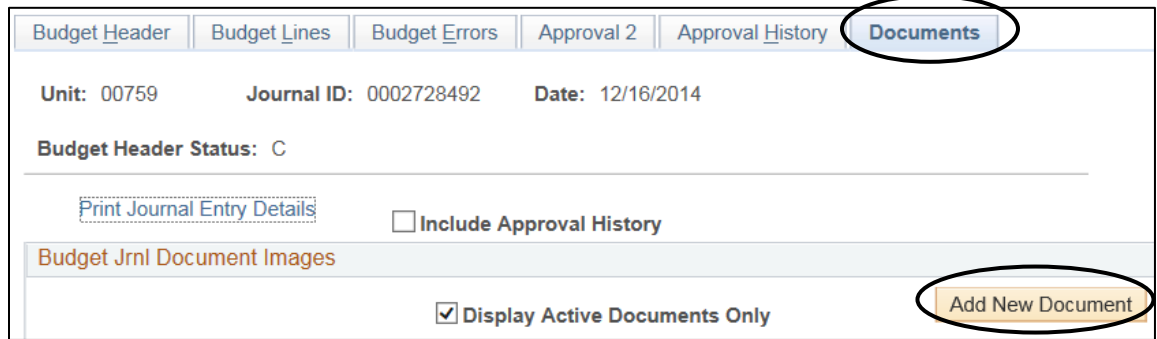 Budget Header Budget Lines Budget Errors Approval 2 Approval History Documents
Unit: 00759 Journal ID: 0002728492 Date: 12/16/2014
Budget Header Status: C
Print Journal Entry Details Include Approval History
Budget Jrnl Document Images
Display Active Documents Only Add New Document